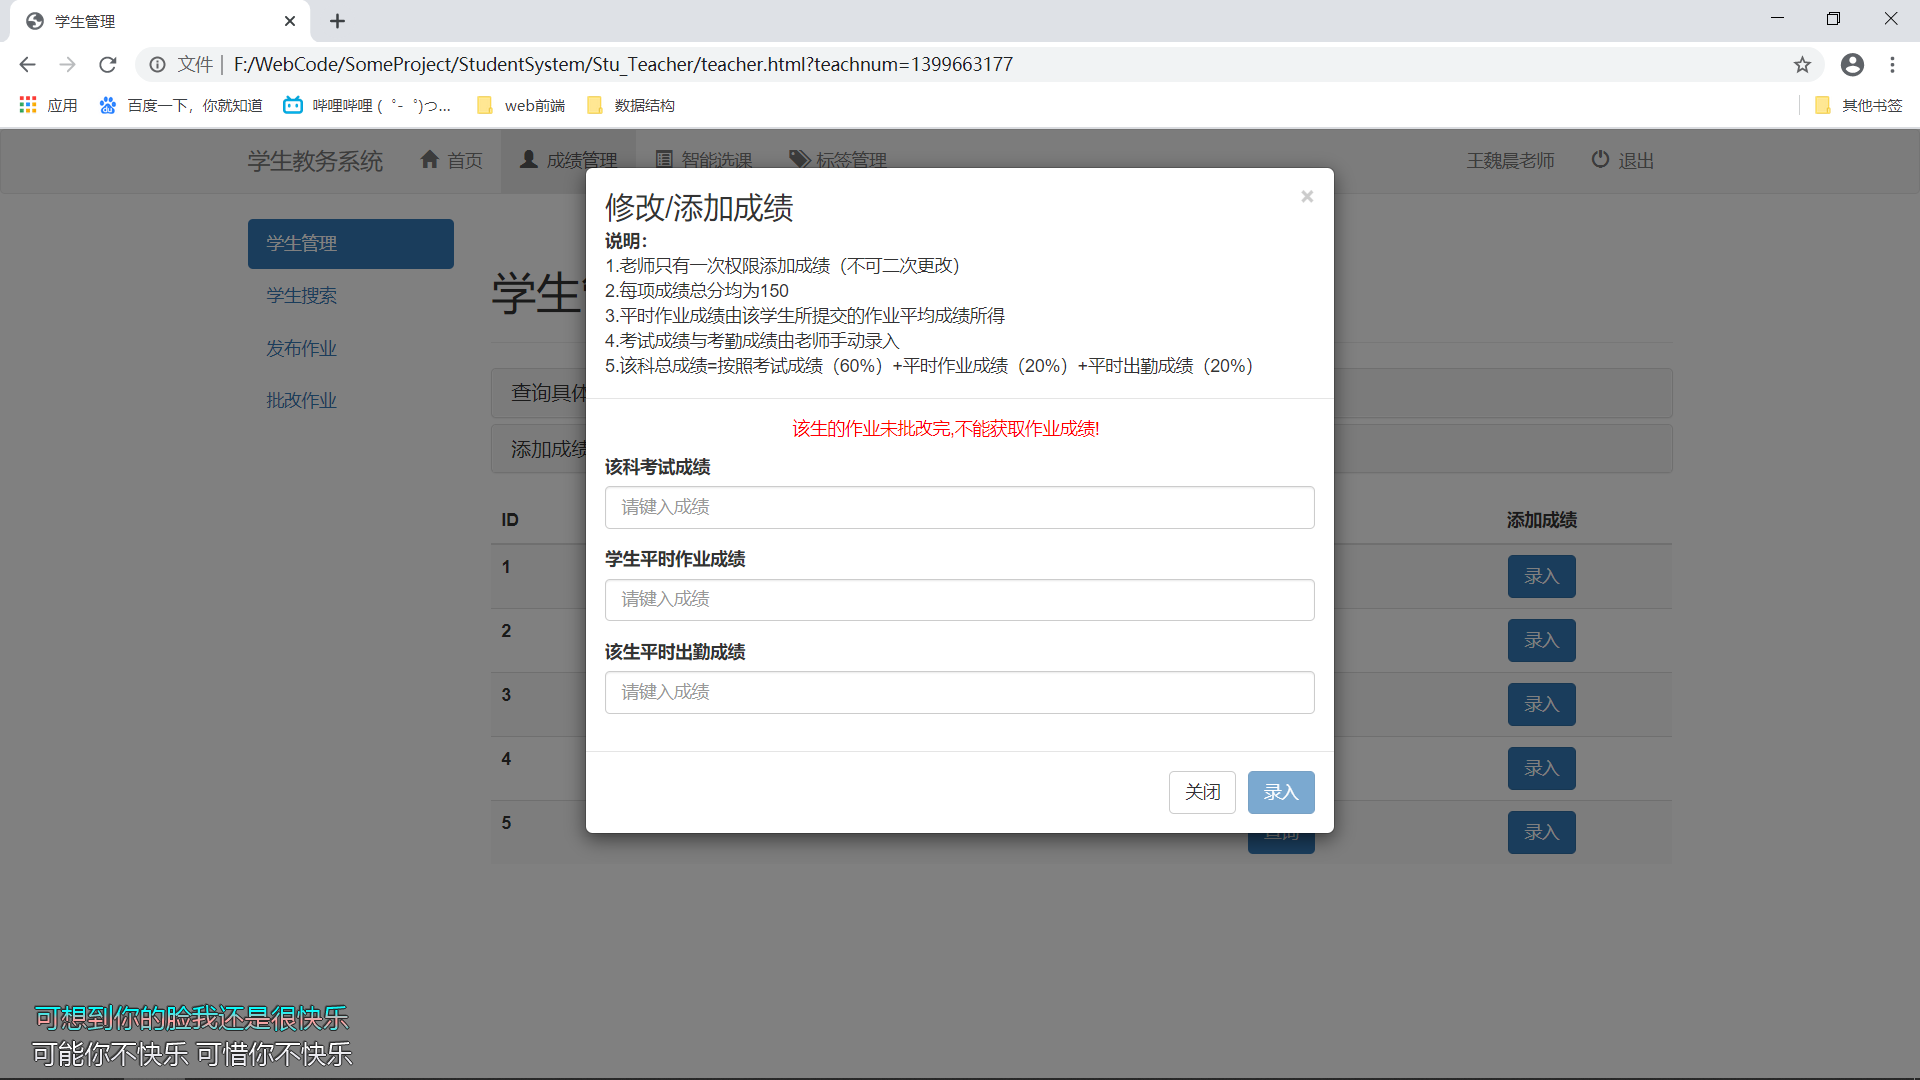 学生管理
文件 | F:/WebCode/SomeProject/StudentSystem/Stu_Teacher/teacher.html?teachnum=1399663177
应用 百度一下，你就知道 哔哩哔哩 ( ゜- ゜)つ... web前端 数据结构 其他书签
学生教务系统 首页 成绩管理 智能选课 标签管理 王魏晨老师 退出
学生管理
学生搜索
发布作业
批改作业
学生
查询具体
添加成绩
ID 添加成绩
1 录入
2 录入
3 录入
4 录入
5 查询 录入
修改/添加成绩 ×
说明：
1.老师只有一次权限添加成绩（不可二次更改）
2.每项成绩总分均为150
3.平时作业成绩由该学生所提交的作业平均成绩所得
4.考试成绩与考勤成绩由老师手动录入
5.该科总成绩=按照考试成绩（60%）+平时作业成绩（20%）+平时出勤成绩（20%）
该生的作业未批改完,不能获取作业成绩!
该科考试成绩
请键入成绩
学生平时作业成绩
请键入成绩
该生平时出勤成绩
请键入成绩
关闭 录入
可想到你的脸我还是很快乐
可能你不快乐 可惜你不快乐